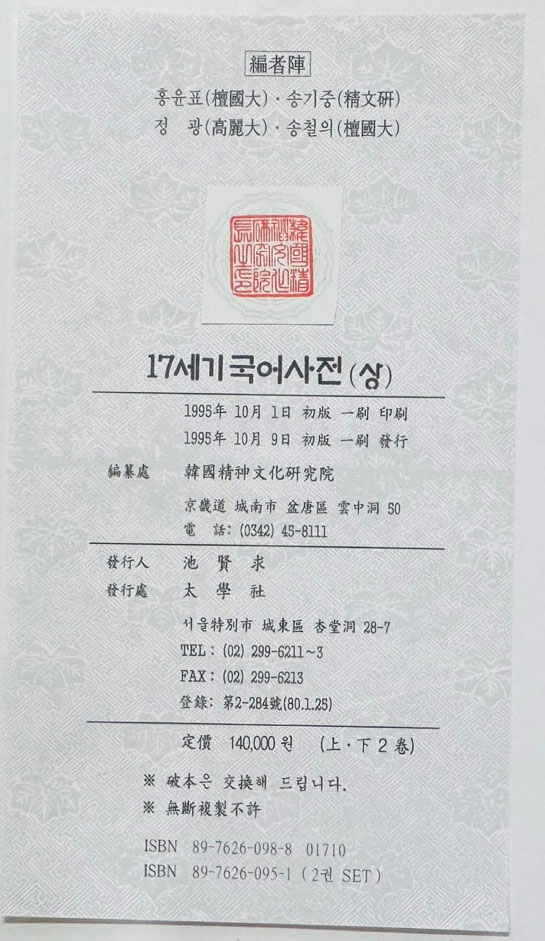 編者陣
홍윤표(檀國大)·송기중(精文硏)
정 광(高麗大)·송철의(檀國大)
17세기국어사전(상)
1995年 10月 1日 初版 一刷 印刷
1995年 10月 9日 初版 一刷 發行
編纂處 韓國精神文化硏究院
京畿道 城南市 盆唐區 雲中洞 50
電 話: (0342) 45-8111
發行人 池 賢 求
發行處 太 學 社
서울特別市 城東區 杏堂洞 28-7
TEL : (02) 299-6211~3
FAX : (02) 299-6213
登錄: 第2-284號(80.1.25)
定價 140,000원 (上·下 2 卷)
※ 破本은 交換해 드립니다.
※ 無斷複製不許
ISBN 89-7626-098-8 01710
ISBN 89-7626-095-1 ( 2권 SET )